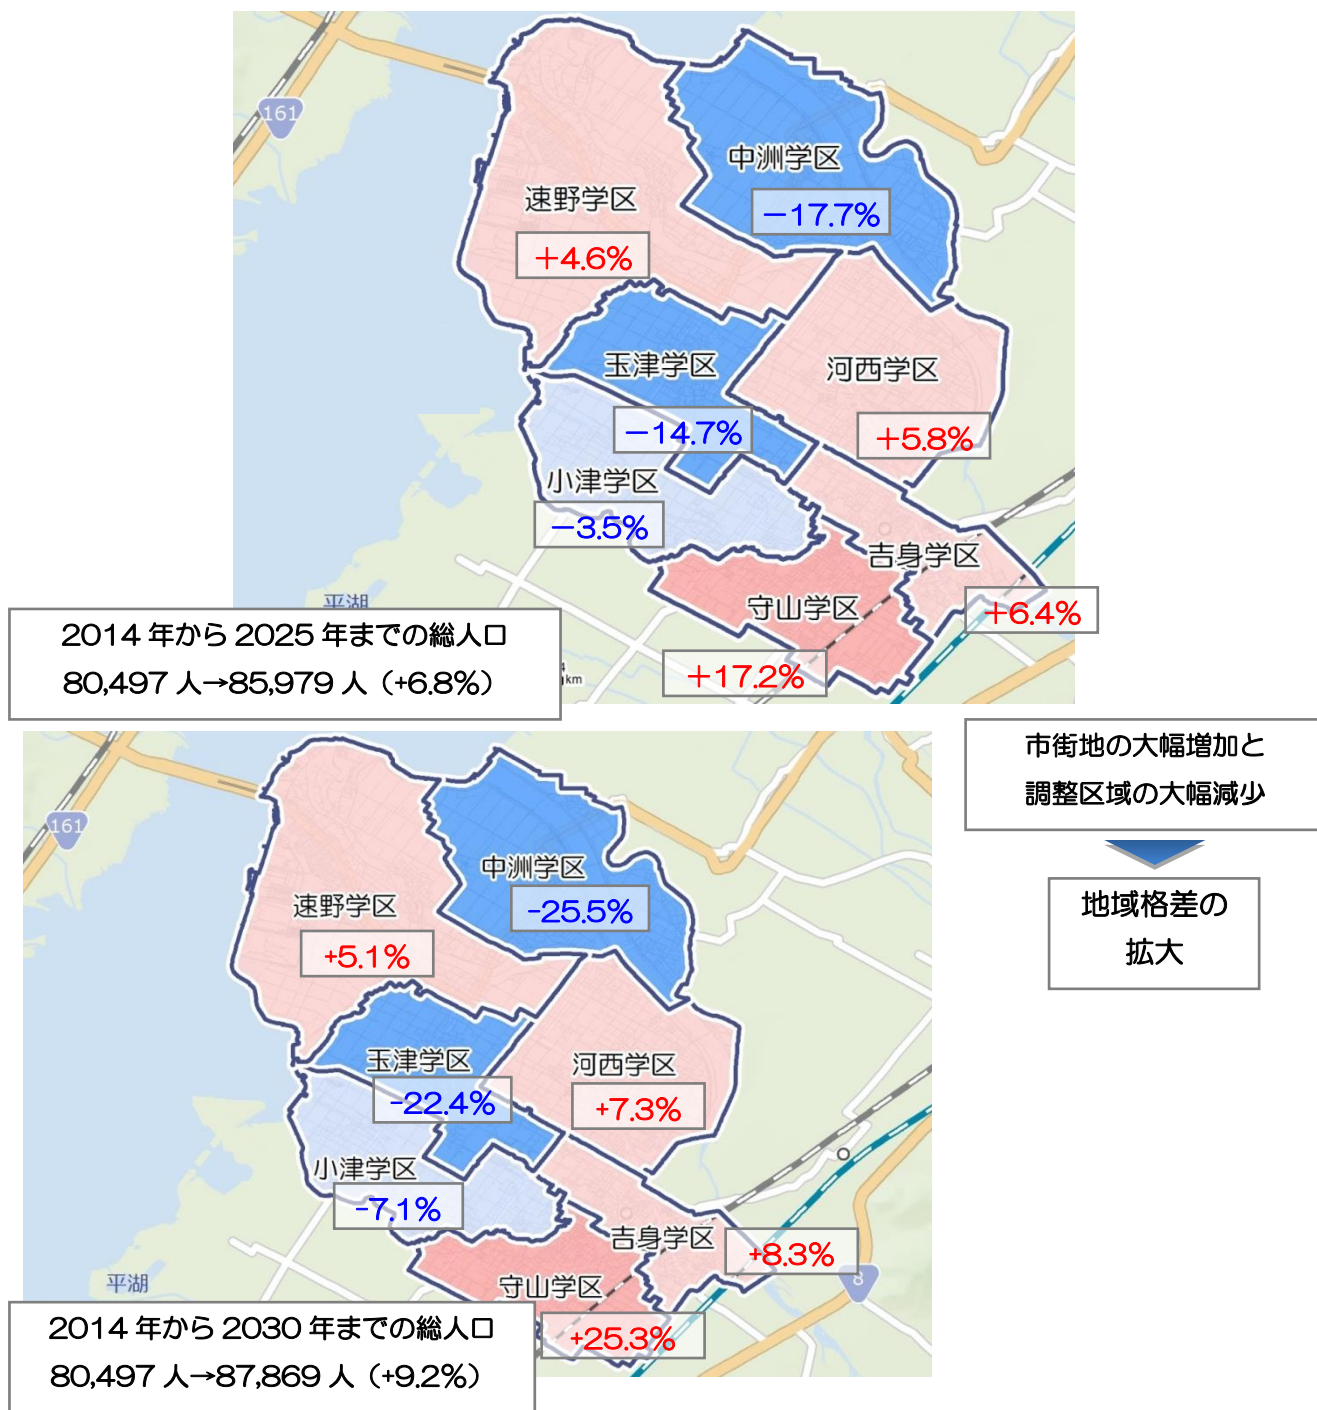 161
中洲学区
−17.7%
速野学区
+4.6%
玉津学区
−14.7%
河西学区
+5.8%
小津学区
−3.5%
吉身学区
+6.4%
守山学区
+17.2%
平湖
km
2014 年から 2025 年までの総人口
80,497 人→85,979 人（+6.8%）
市街地の大幅増加と
調整区域の大幅減少
地域格差の
拡大
161
中洲学区
-25.5%
速野学区
+5.1%
玉津学区
-22.4%
河西学区
+7.3%
小津学区
-7.1%
吉身学区
+8.3%
8
守山学区
+25.3%
平湖
2014 年から 2030 年までの総人口
80,497 人→87,869 人（+9.2%）